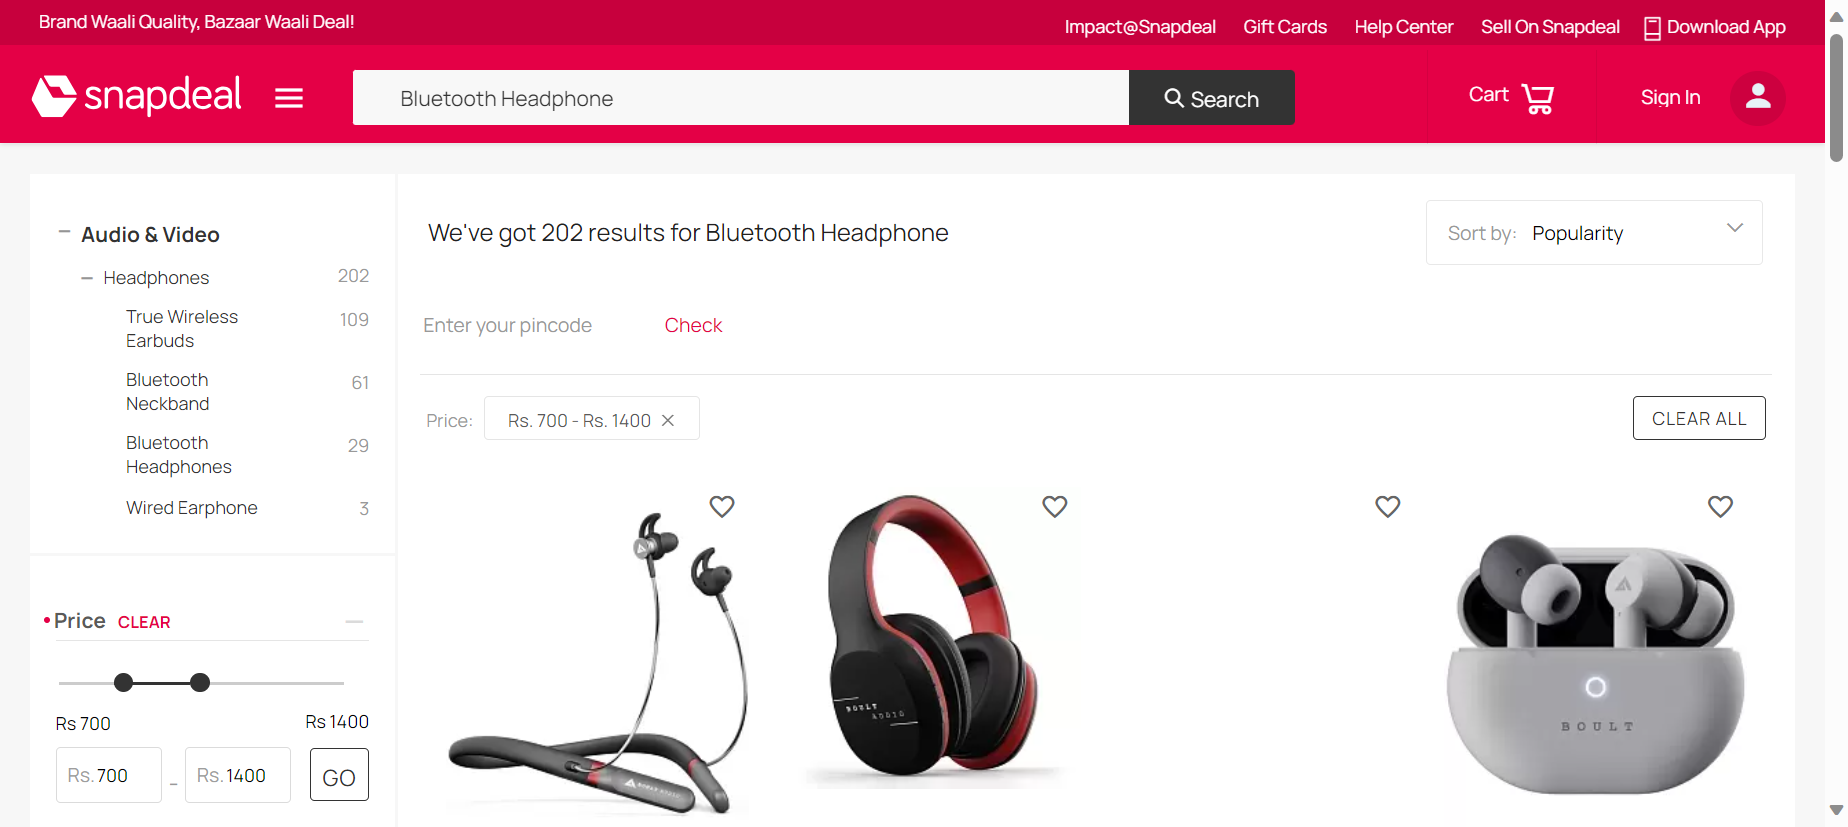 Brand Waali Quality, Bazaar Waali Deal!
Impact@Snapdeal Gift Cards Help Center Sell On Snapdeal Download App
snapdeal
Bluetooth Headphone
Search
Cart
Sign In
Audio & Video
Headphones 202
True Wireless
Earbuds 109
Bluetooth
Neckband 61
Bluetooth
Headphones 29
Wired Earphone 3
Price CLEAR
Rs 700 Rs 1400
Rs. 700 - Rs. 1400 GO
We've got 202 results for Bluetooth Headphone
Sort by: Popularity
Enter your pincode Check
Price: Rs. 700 - Rs. 1400
CLEAR ALL
BOULT
AUDIO
BOULT